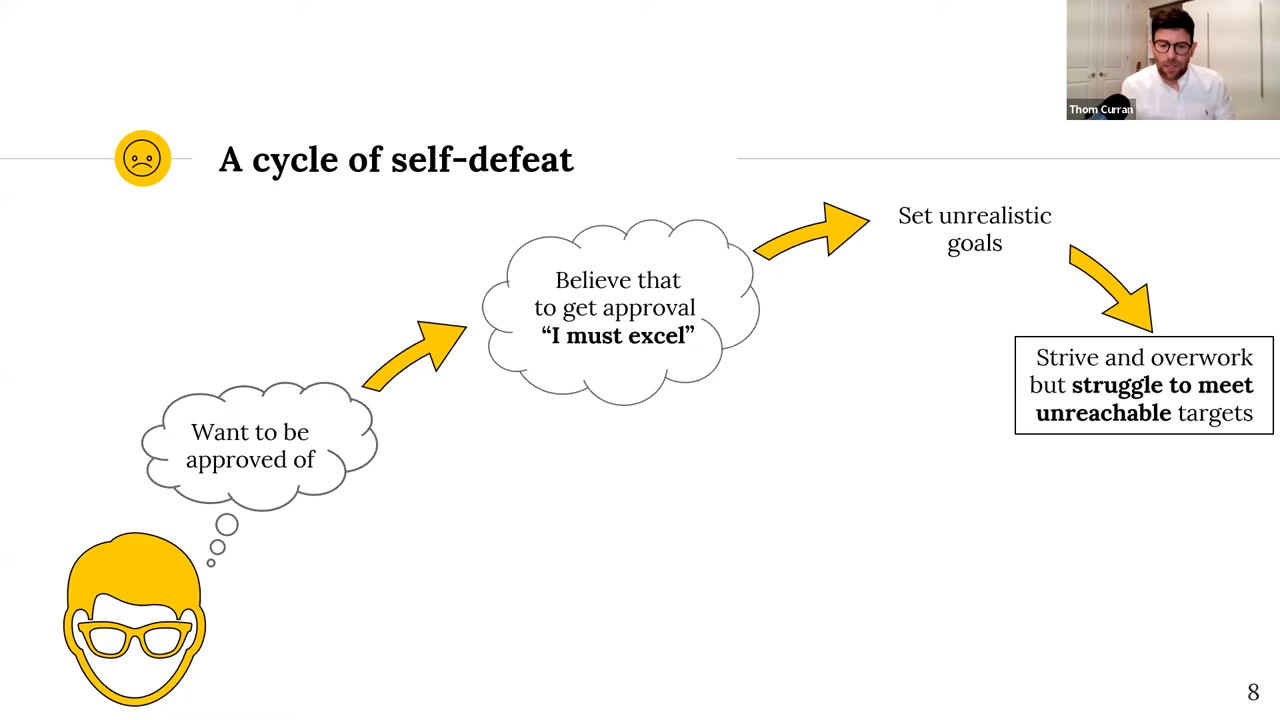 Thom Curran
A cycle of self-defeat
Set unrealistic
goals
Believe that
to get approval
“I must excel”
Strive and overwork
but struggle to meet
unreachable targets
Want to be
approved of
8